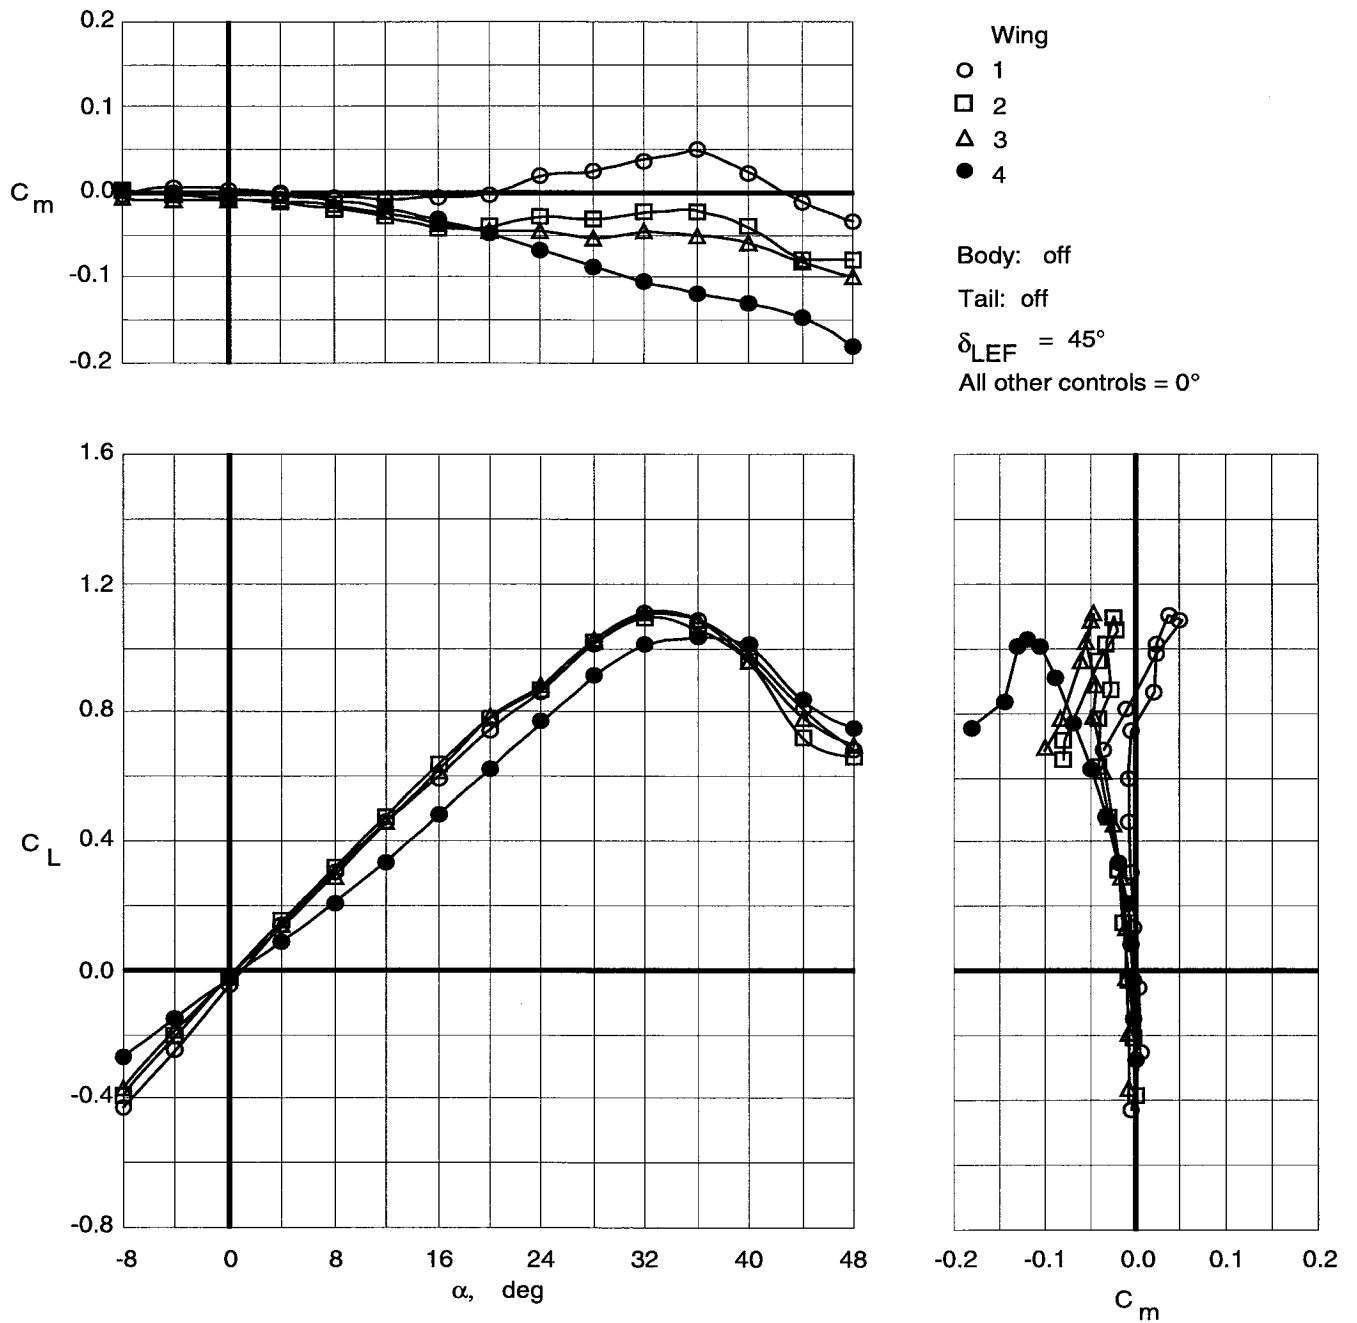 0.2
0.1
0.0
C m
-0.1
-0.2
Wing
1
2
3
4
Body: off
Tail: off
δLEF = 45°
All other controls = 0°
1.6
1.2
0.8
0.4
C L
0.0
-0.4
-0.8
-8 0 8 16 24 32 40 48
α, deg
-0.2 -0.1 0.0 0.1 0.2
C m